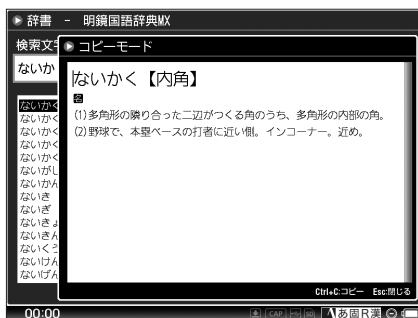 辞書 － 明鏡国語辞典MX
検索文字
コピーモード
ないか
ないかく【内角】
名
(1)多角形の隣り合った二辺がつくる角のうち、多角形の内部の角。
(2)野球で、本塁ベースの打者に近い側。インコーナー。近め。
ないかく
ないかく
ないかく
ないかく
ないかく
ないがし
ないかん
ないき
ないぎ
ないきょ
ないきん
ないくう
ないけん
ないげん
Ctrl+C:コピー Esc:閉じる
00:00
CAP
SD
あ固R漢